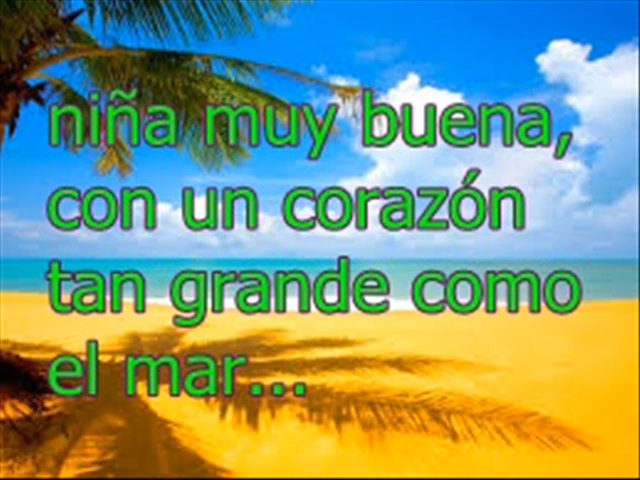 niña muy buena,
con un corazón
tan grande como
el mar...